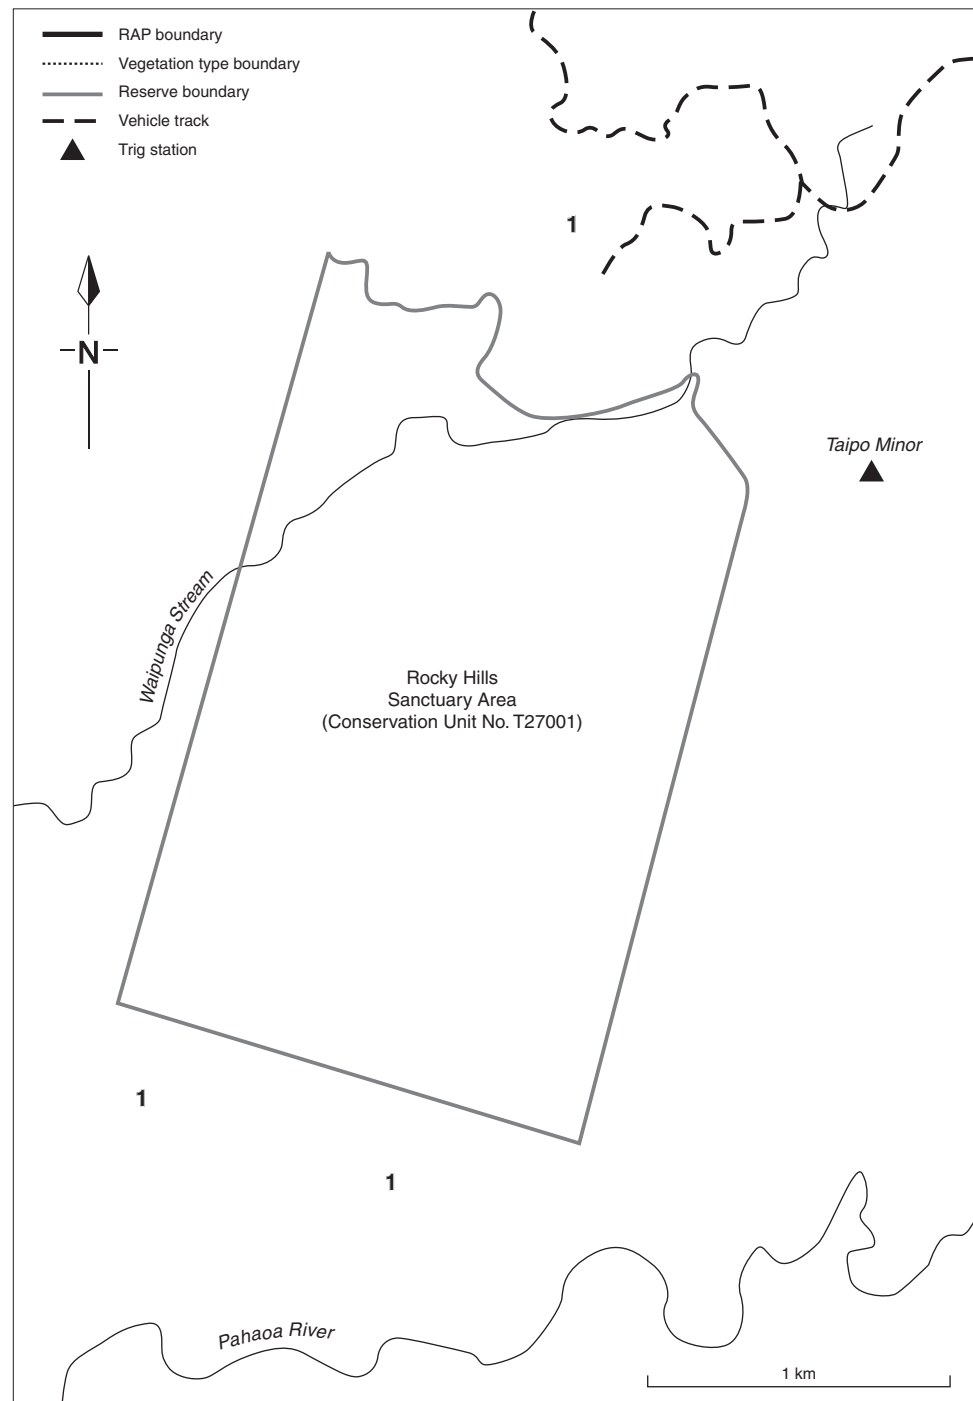 RAP boundary
Vegetation type boundary
Reserve boundary
Vehicle track
Trig station
1
N
Taipo Minor
Waipunga Stream
Rocky Hills
Sanctuary Area
(Conservation Unit No. T27001)
1
1
Pahaoa River
1 km